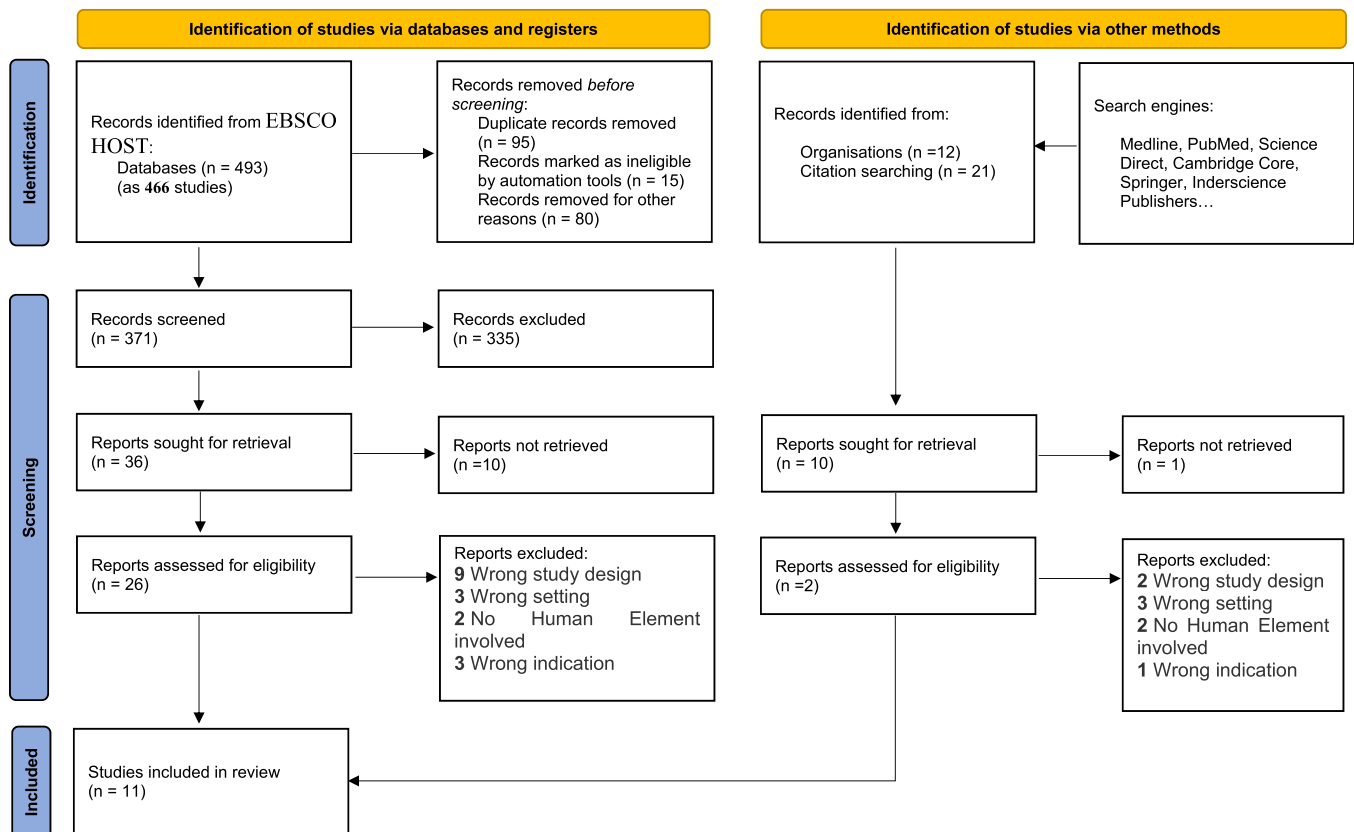 Identification of studies via databases and registers
Identification of studies via other methods
Identification
Records identified from EBSCO
HOST:
Databases (n = 493)
(as 466 studies)
Records removed before
screening:
Duplicate records removed
(n = 95)
Records marked as ineligible
by automation tools (n = 15)
Records removed for other
reasons (n = 80)
Records identified from:
Organisations (n =12)
Citation searching (n = 21)
Search engines:
Medline, PubMed, Science
Direct, Cambridge Core,
Springer, Inderscience
Publishers…
Screening
Records screened
(n = 371)
Records excluded
(n = 335)
Reports sought for retrieval
(n = 36)
Reports not retrieved
(n =10)
Reports sought for retrieval
(n = 10)
Reports not retrieved
(n = 1)
Reports assessed for eligibility
(n = 26)
Reports excluded:
9 Wrong study design
3 Wrong setting
2 No Human Element
involved
3 Wrong indication
Reports assessed for eligibility
(n =2)
Reports excluded:
2 Wrong study design
3 Wrong setting
2 No Human Element
involved
1 Wrong indication
Included
Studies included in review
(n = 11)